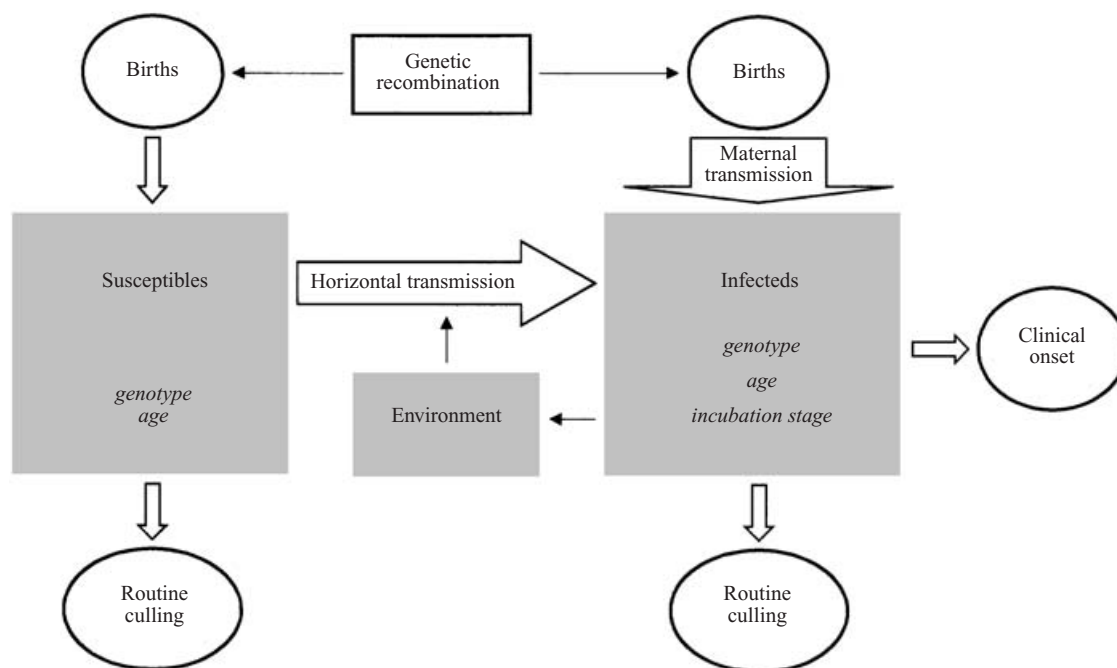 Births
Genetic
recombination
Births
Maternal
transmission
Susceptibles
genotype
age
Horizontal transmission
Infecteds
genotype
age
incubation stage
Environment
Clinical
onset
Routine
culling
Routine
culling